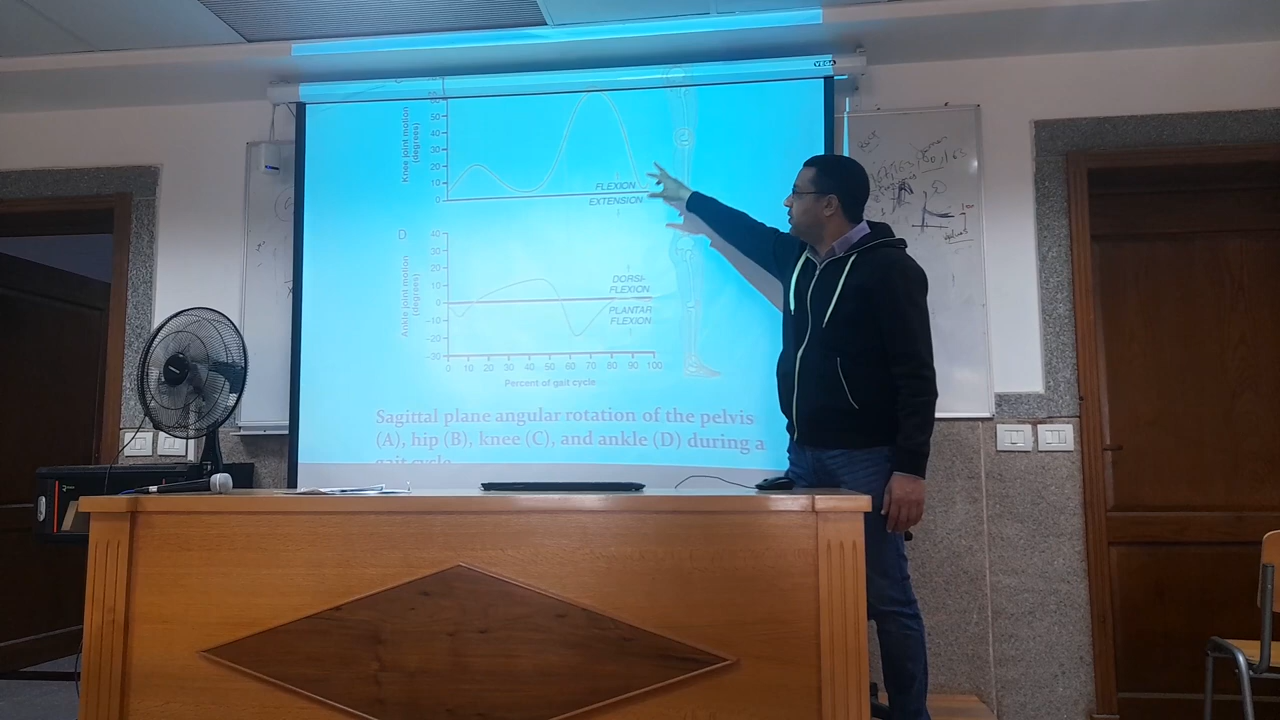 VEGA
Knee joint motion
(degrees)
50
40
30
20
10
0
FLEXION
EXTENSION
D
Ankle joint motion
(degrees)
40
30
20
10
0
-10
-20
-30
DORSI-
FLEXION
PLANTAR
FLEXION
0 10 20 30 40 50 60 70 80 90 100
Percent of gait cycle
Sagittal plane angular rotation of the pelvis
(A), hip (B), knee (C), and ankle (D) during a
gait cycle